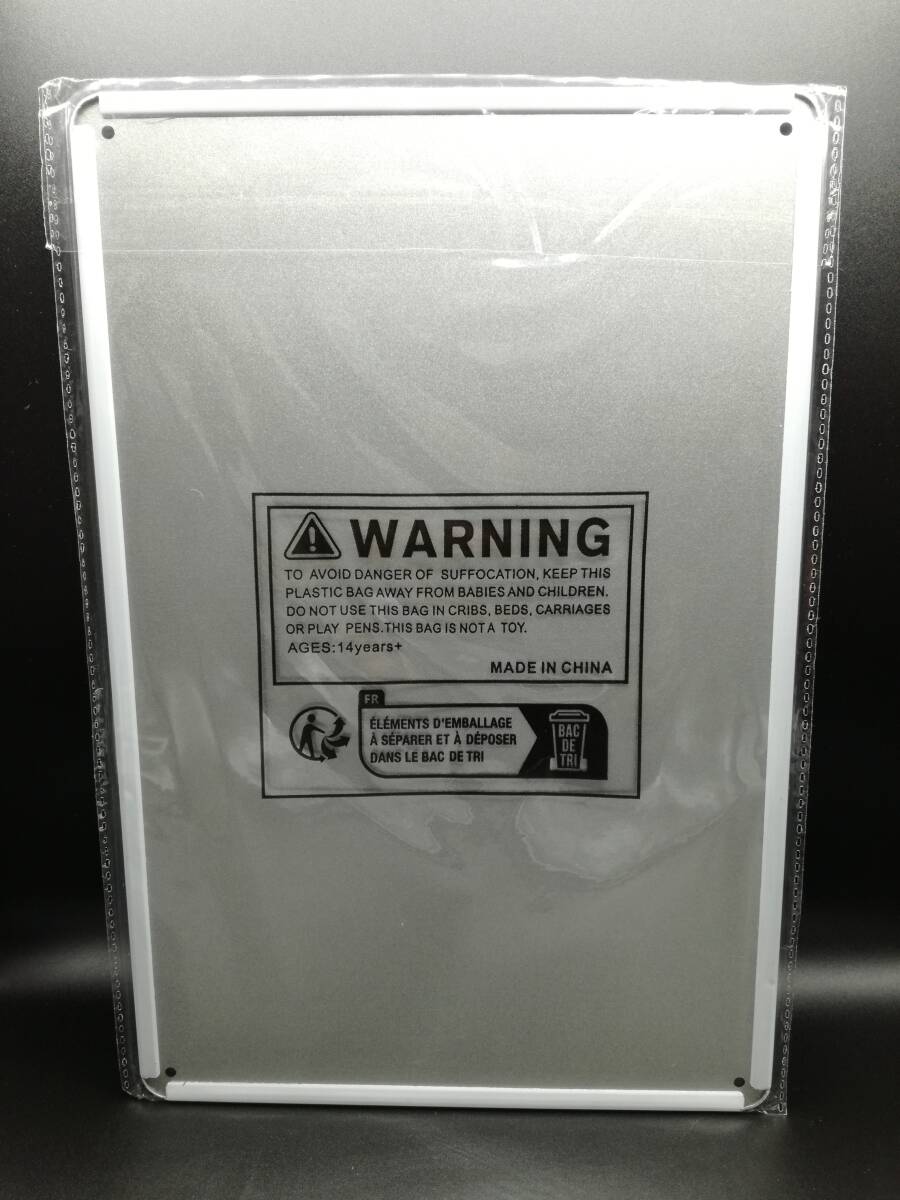 WARNING
TO AVOID DANGER OF SUFFOCATION, KEEP THIS
PLASTIC BAG AWAY FROM BABIES AND CHILDREN.
DO NOT USE THIS BAG IN CRIBS, BEDS, CARRIAGES
OR PLAY PENS.THIS BAG IS NOT A TOY.
AGES:14years+
MADE IN CHINA
FR
ÉLÉMENTS D'EMBALLAGE
À SÉPARER ET À DÉPOSER
DANS LE BAC DE TRI
BAC
DE
TRI